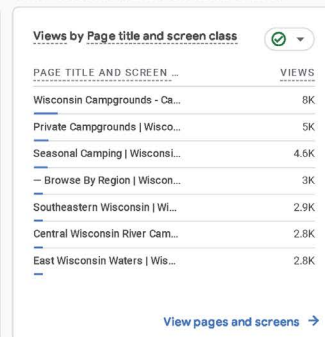 Views by Page title and screen class
PAGE TITLE AND SCREEN ... VIEWS
Wisconsin Campgrounds - Ca... 8K
Private Campgrounds | Wisco... 5K
Seasonal Camping | Wisconsi... 4.6K
— Browse By Region | Wiscon... 3K
Southeastern Wisconsin | Wi... 2.9K
Central Wisconsin River Cam... 2.8K
East Wisconsin Waters | Wis... 2.8K
View pages and screens